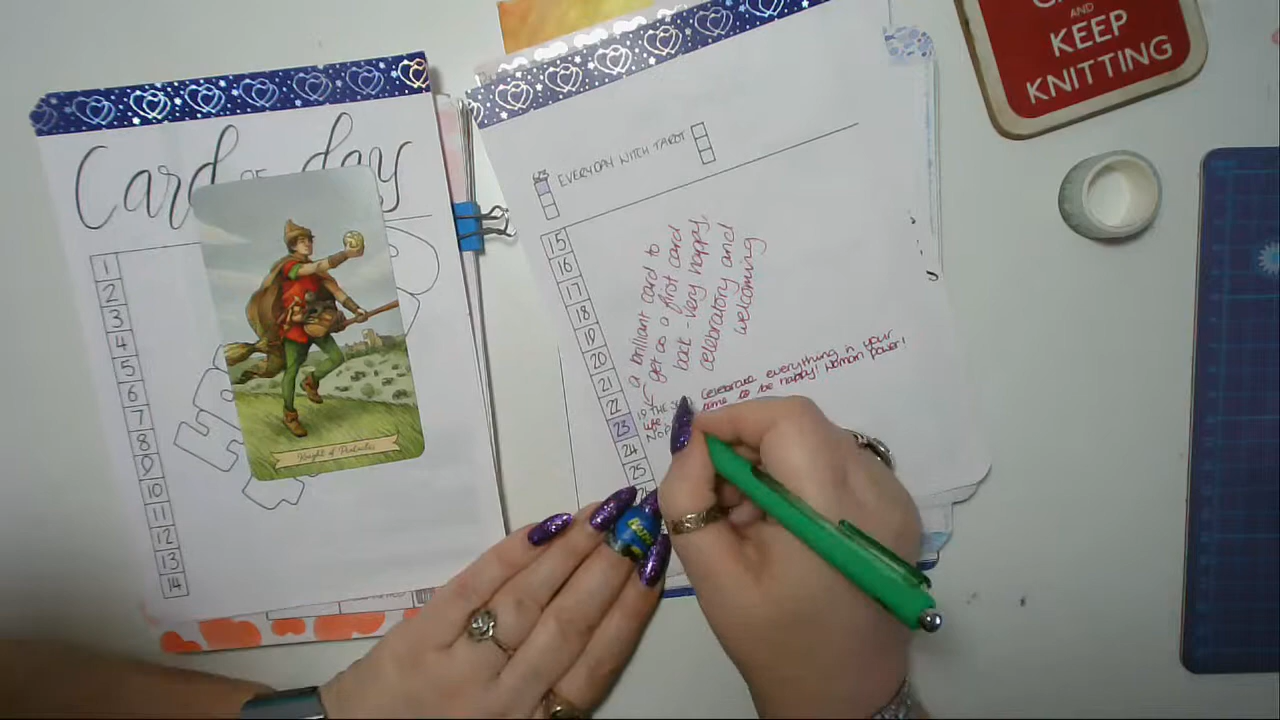 AND
KEEP
KNITTING
Card OF day
EVERYDAY WITH TAROT
1
2
3
4
5
6
7
8
9
10
11
12
13
14
Knight of Pentacles
15
16
17
18
19
20
21
22
23
24
25
a brilliant card to
get as a first card
back - very happy,
celebratory and
welcoming
19 THE Celebrate everything in your
life time to be happy! Woman power!